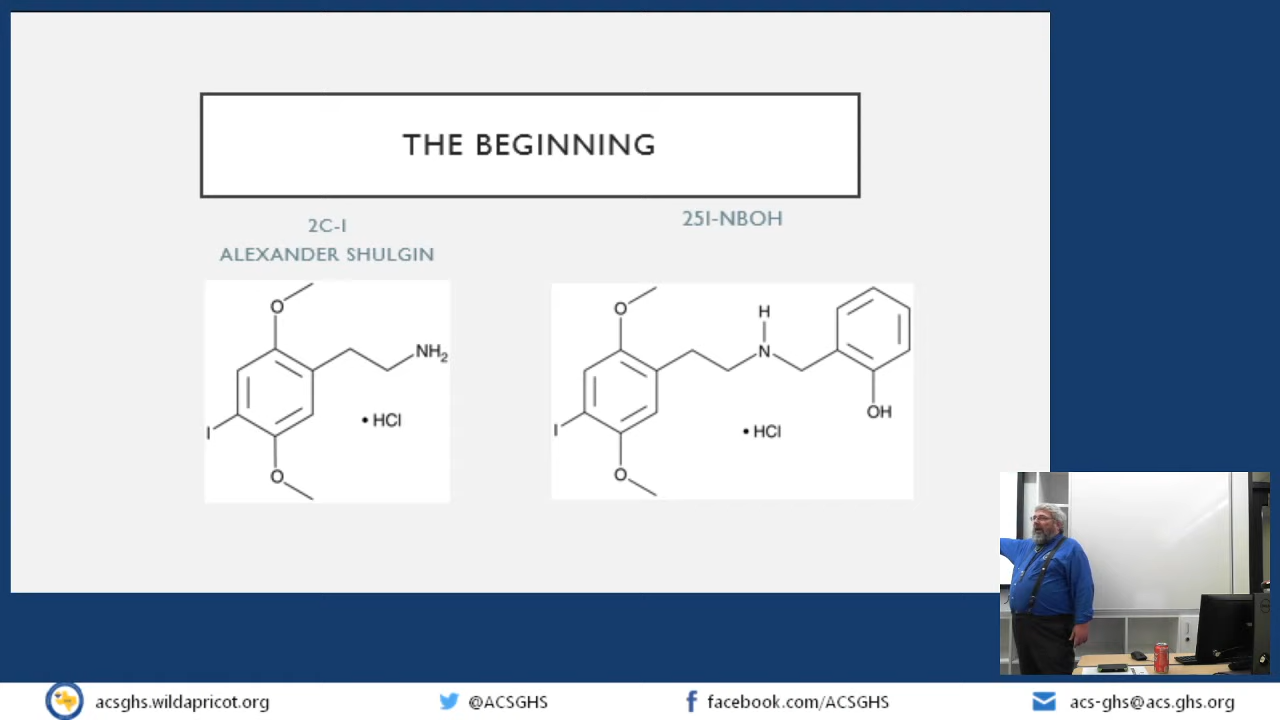 THE BEGINNING
2C-I
ALEXANDER SHULGIN
25I-NBOH
O
NH2
• HCl
I
O
O
H
N
OH
• HCl
I
O
acsghs.wildapricot.org
@ACSGHS
facebook.com/ACSGHS
acs-ghs@acs.ghs.org